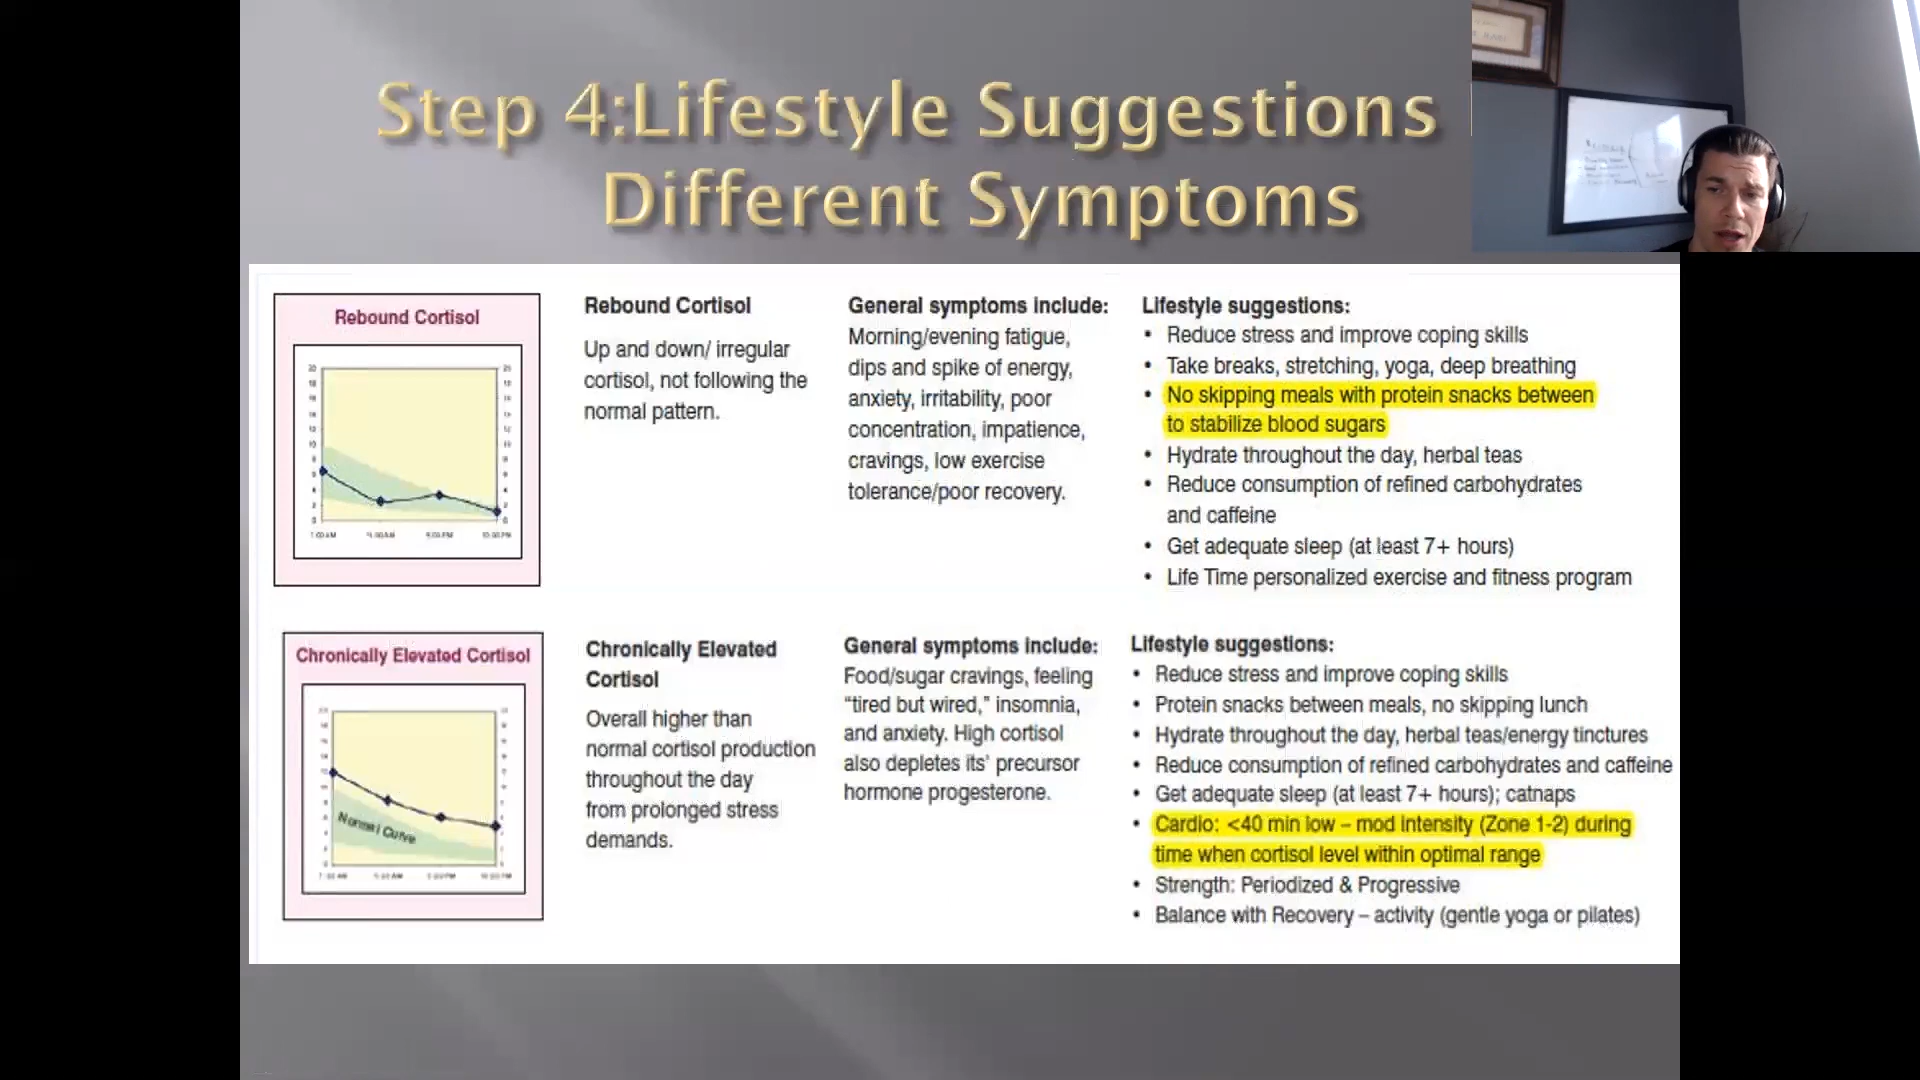 Step 4:Lifestyle Suggestions
Different Symptoms
Rebound Cortisol
20
20
Rebound Cortisol
Up and down/ irregular
cortisol, not following the
normal pattern.
General symptoms include:
Morning/evening fatigue,
dips and spike of energy,
anxiety, irritability, poor
concentration, impatience,
cravings, low exercise
tolerance/poor recovery.
Lifestyle suggestions:
• Reduce stress and improve coping skills
• Take breaks, stretching, yoga, deep breathing
• No skipping meals with protein snacks between
to stabilize blood sugars
• Hydrate throughout the day, herbal teas
• Reduce consumption of refined carbohydrates
and caffeine
• Get adequate sleep (at least 7+ hours)
• Life Time personalized exercise and fitness program
Chronically Elevated Cortisol
Normal Curve
Chronically Elevated
Cortisol
Overall higher than
normal cortisol production
throughout the day
from prolonged stress
demands.
General symptoms include:
Food/sugar cravings, feeling
“tired but wired,” insomnia,
and anxiety. High cortisol
also depletes its’ precursor
hormone progesterone.
Lifestyle suggestions:
• Reduce stress and improve coping skills
• Protein snacks between meals, no skipping lunch
• Hydrate throughout the day, herbal teas/energy tinctures
• Reduce consumption of refined carbohydrates and caffeine
• Get adequate sleep (at least 7+ hours); catnaps
• Cardio: <40 min low – mod intensity (Zone 1-2) during
time when cortisol level within optimal range
• Strength: Periodized & Progressive
• Balance with Recovery – activity (gentle yoga or pilates)